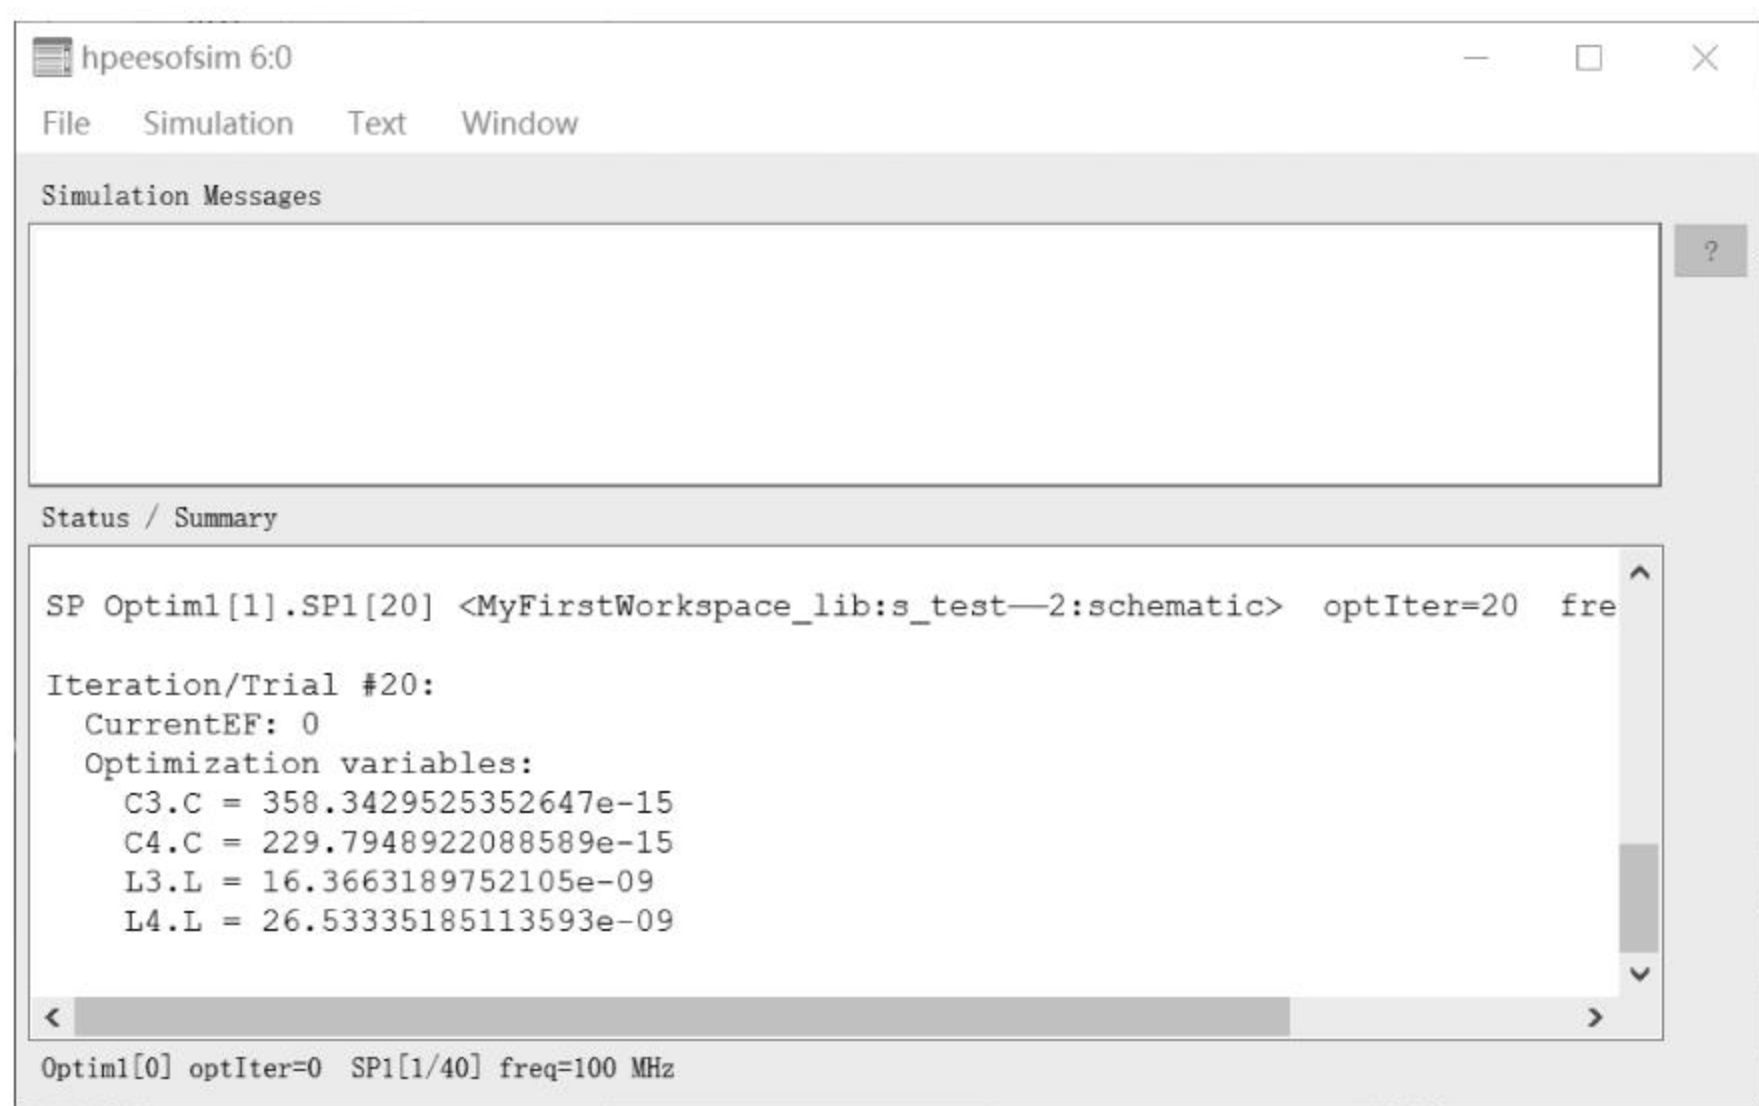 hpeesofsim 6:0
File Simulation Text Window
Simulation Messages
?
Status / Summary
SP Optim1[1].SP1[20] <MyFirstWorkspace_lib:s_test——2:schematic> optIter=20 fre
Iteration/Trial #20:
CurrentEF: 0
Optimization variables:
C3.C = 358.3429525352647e-15
C4.C = 229.7948922088589e-15
L3.L = 16.3663189752105e-09
L4.L = 26.53335185113593e-09
Optim1[0] optIter=0 SP1[1/40] freq=100 MHz